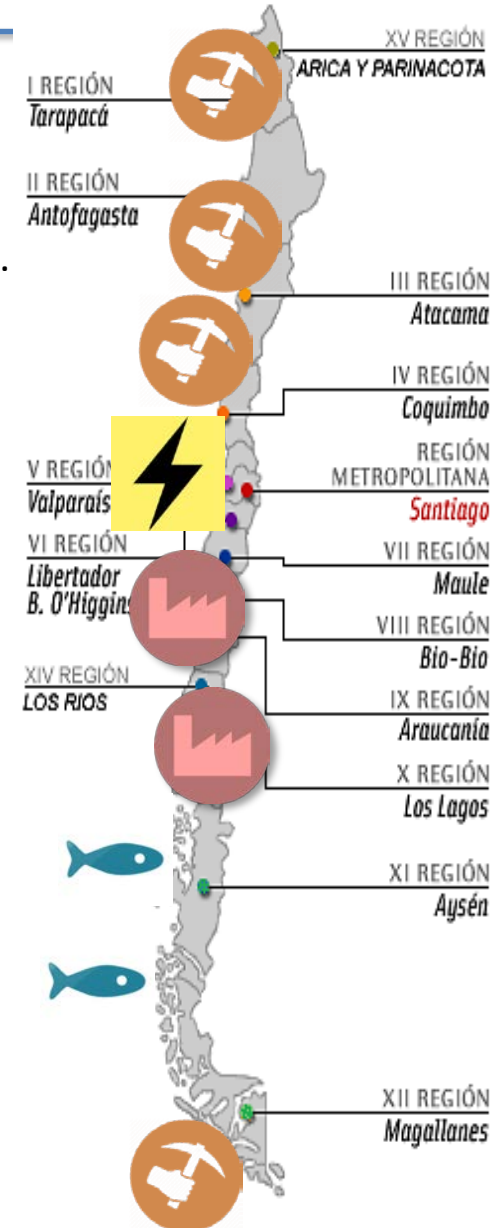 XV REGIÓN
ARICA Y PARINACOTA
I REGIÓN
Tarapacá
II REGIÓN
Antofagasta
.
III REGIÓN
Atacama
IV REGIÓN
Coquimbo
REGIÓN
METROPOLITANA
Santiago
V REGIÓN
Valparaís
VI REGIÓN
Libertador
B. O'Higgins
VII REGIÓN
Maule
VIII REGIÓN
Bio-Bio
XIV REGIÓN
LOS RIOS
IX REGIÓN
Araucanía
X REGIÓN
Los Lagos
XI REGIÓN
Aysén
XII REGIÓN
Magallanes